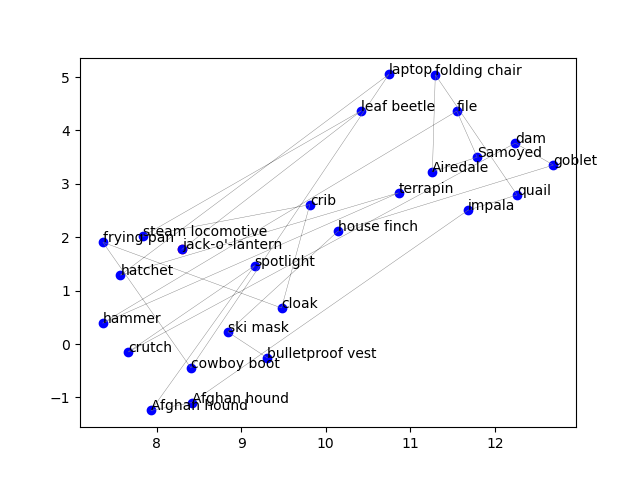 laptop
folding chair
leaf beetle
file
dam
Samoyed
goblet
Airedale
terrapin
quail
impala
crib
house finch
steam locomotive
frying pan
jack-o'-lantern
spotlight
hatchet
cloak
hammer
ski mask
crutch
bulletproof vest
cowboy boot
Afghan hound
Afghan hound
5
4
3
2
1
0
−1
8
9
10
11
12